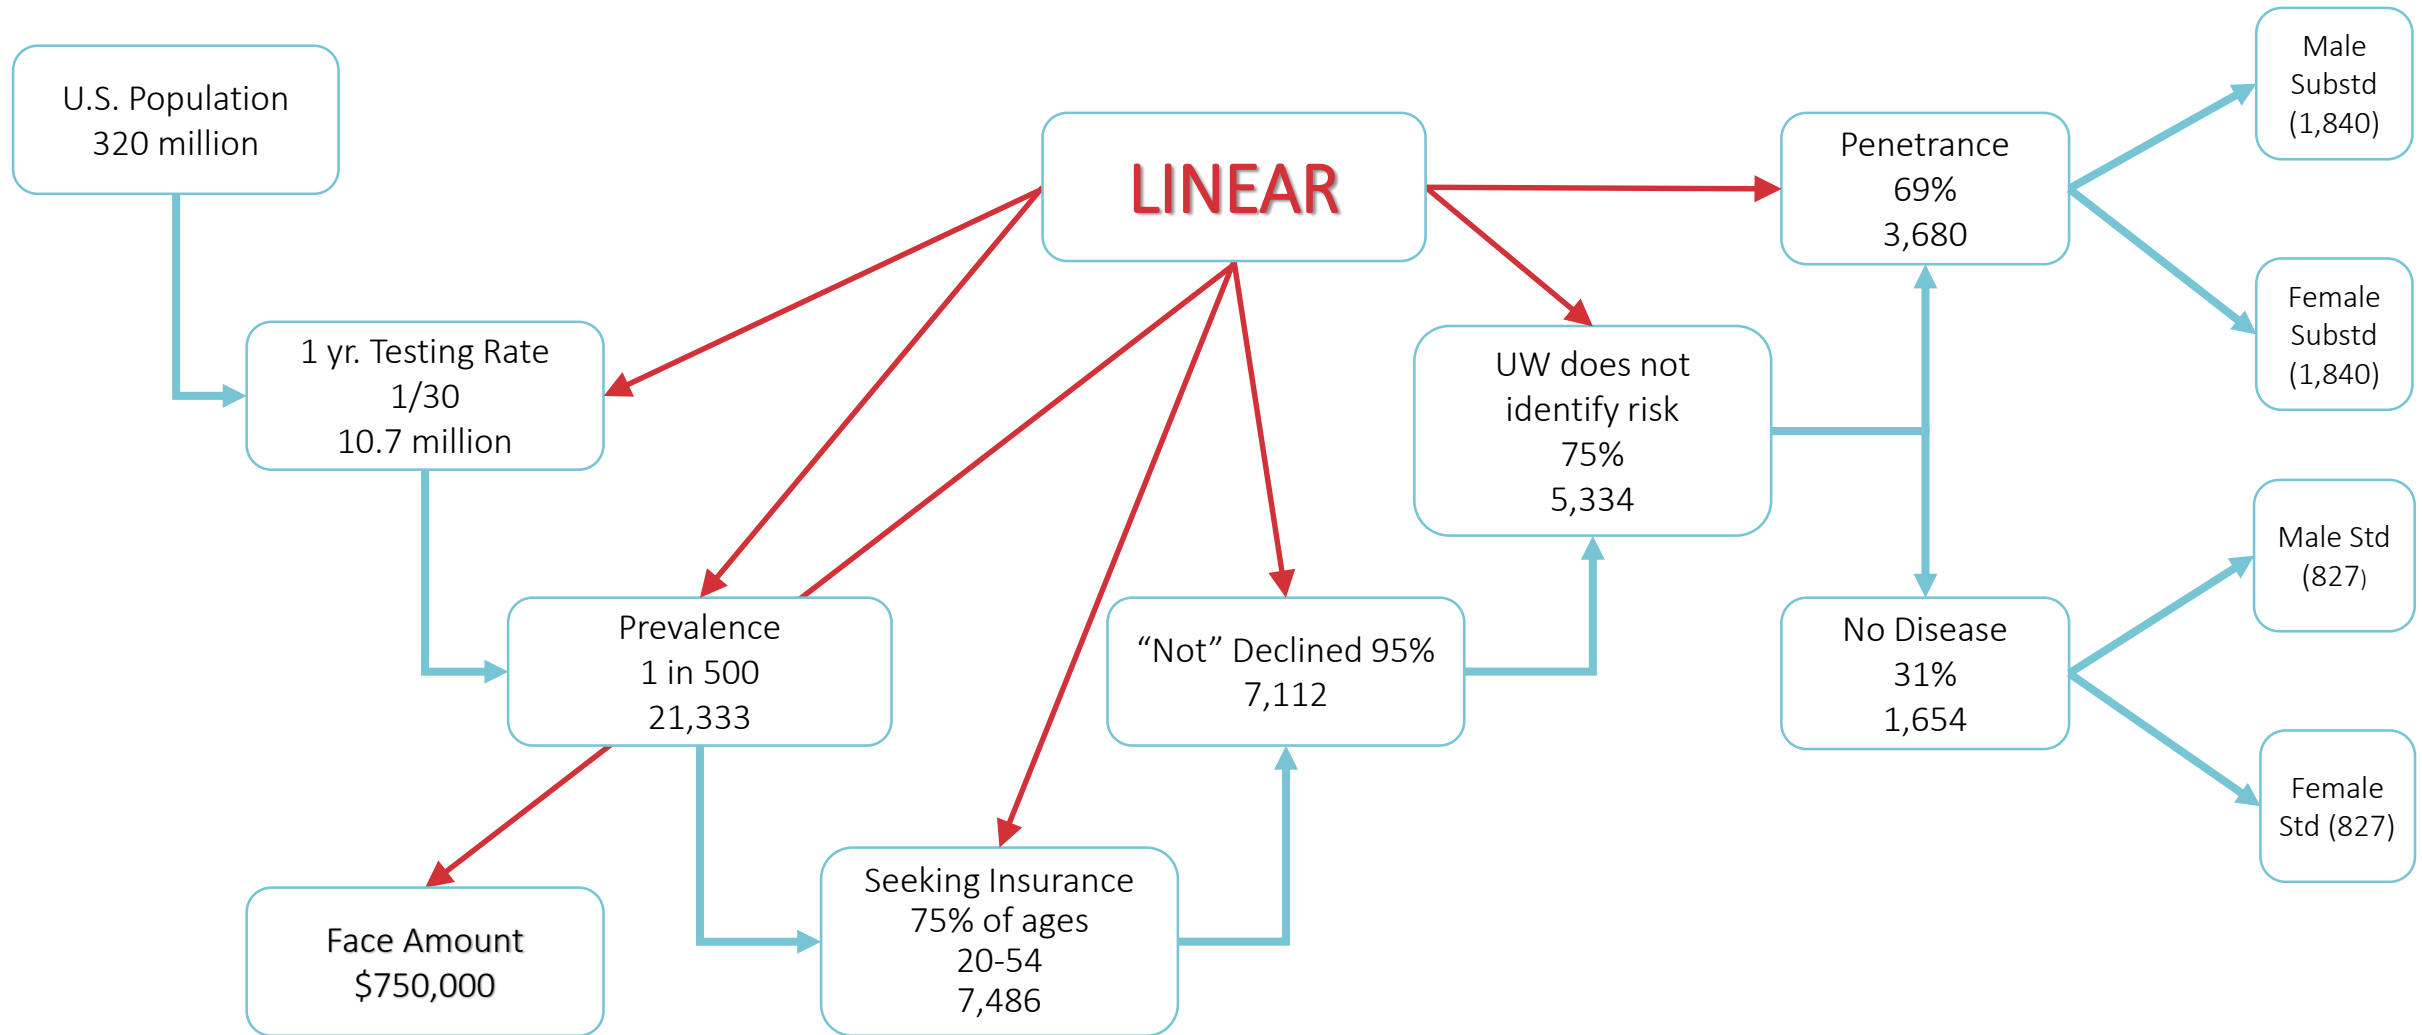 U.S. Population
320 million
1 yr. Testing Rate
1/30
10.7 million
Prevalence
1 in 500
21,333
Face Amount
$750,000
LINEAR
Seeking Insurance
75% of ages
20-54
7,486
“Not” Declined 95%
7,112
UW does not
identify risk
75%
5,334
Penetrance
69%
3,680
No Disease
31%
1,654
Male
Substd
(1,840)
Female
Substd
(1,840)
Male Std
(827)
Female
Std (827)